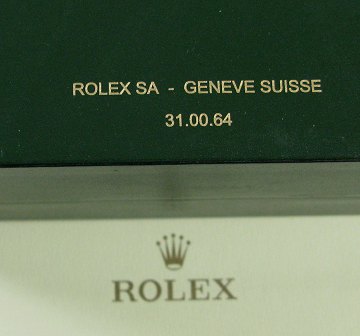 ROLEX SA - GENEVE SUISSE
31.00.64
ROLEX